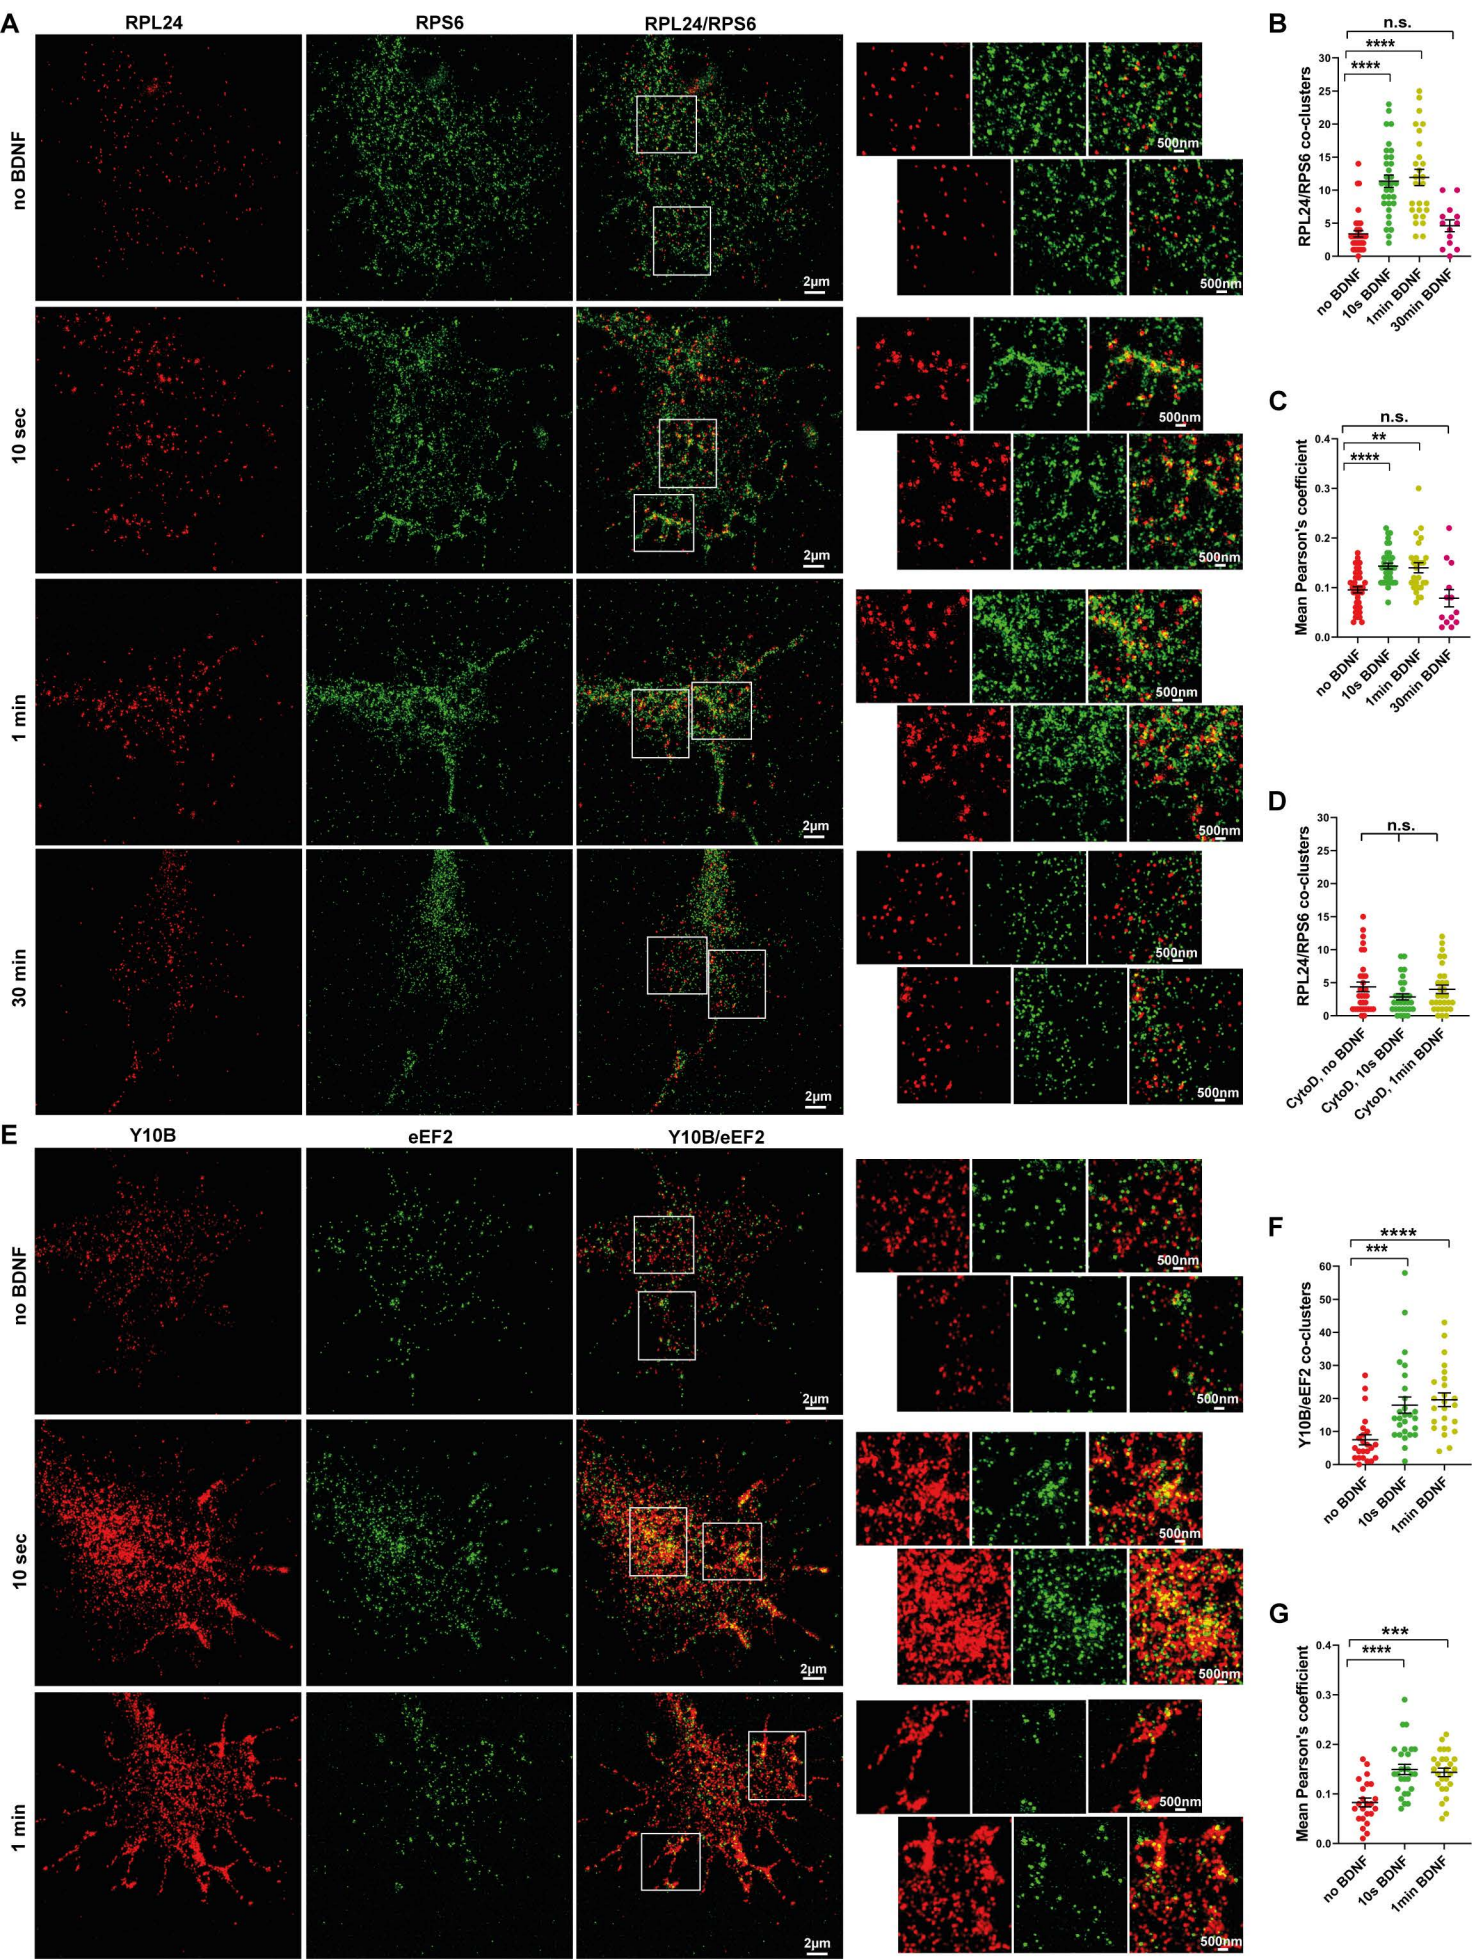 A
RPL24
RPS6
RPL24/RPS6
no BDNF
2µm
500nm
500nm
10 sec
2µm
500nm
500nm
1 min
2µm
500nm
500nm
30 min
2µm
500nm
500nm
B
n.s.
****
****
RPL24/RPS6 co-clusters
30
25
20
15
10
5
0
no BDNF
10s BDNF
1min BDNF
30min BDNF
C
n.s.
**
****
Mean Pearson's coefficient
0.4
0.3
0.2
0.1
0.0
no BDNF
10s BDNF
1min BDNF
30min BDNF
D
n.s.
RPL24/RPS6 co-clusters
30
25
20
15
10
5
0
CytoD, no BDNF
CytoD, 10s BDNF
CytoD, 1min BDNF
E
Y10B
eEF2
Y10B/eEF2
no BDNF
2µm
500nm
500nm
10 sec
2µm
500nm
500nm
1 min
2µm
500nm
500nm
F
****
***
Y10B/eEF2 co-clusters
60
50
40
30
20
10
0
no BDNF
10s BDNF
1min BDNF
G
***
****
Mean Pearson's coefficient
0.4
0.3
0.2
0.1
0.0
no BDNF
10s BDNF
1min BDNF